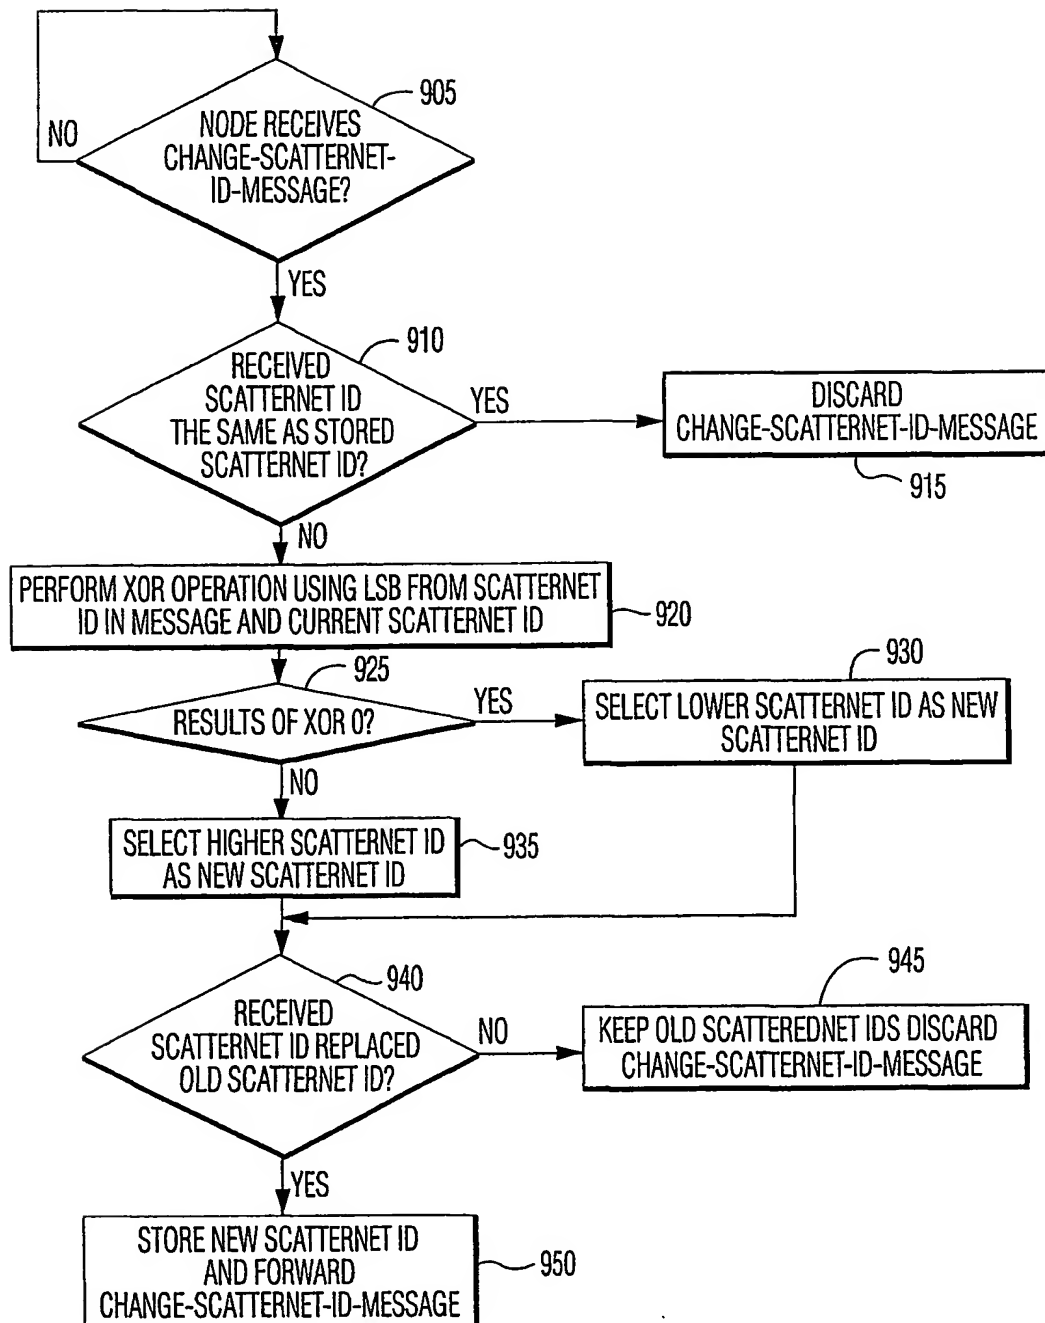 905
NODE RECEIVES
CHANGE-SCATTERNET-
ID-MESSAGE?
NO
YES
910
RECEIVED
SCATTERNET ID
THE SAME AS STORED
SCATTERNET ID?
YES
DISCARD
CHANGE-SCATTERNET-ID-MESSAGE
915
NO
PERFORM XOR OPERATION USING LSB FROM SCATTERNET
ID IN MESSAGE AND CURRENT SCATTERNET ID
920
925
RESULTS OF XOR 0?
YES
930
SELECT LOWER SCATTERNET ID AS NEW
SCATTERNET ID
NO
SELECT HIGHER SCATTERNET ID
AS NEW SCATTERNET ID
935
940
RECEIVED
SCATTERNET ID REPLACED
OLD SCATTERNET ID?
NO
945
KEEP OLD SCATTEREDNET IDS DISCARD
CHANGE-SCATTERNET-ID-MESSAGE
YES
STORE NEW SCATTERNET ID
AND FORWARD
CHANGE-SCATTERNET-ID-MESSAGE
950